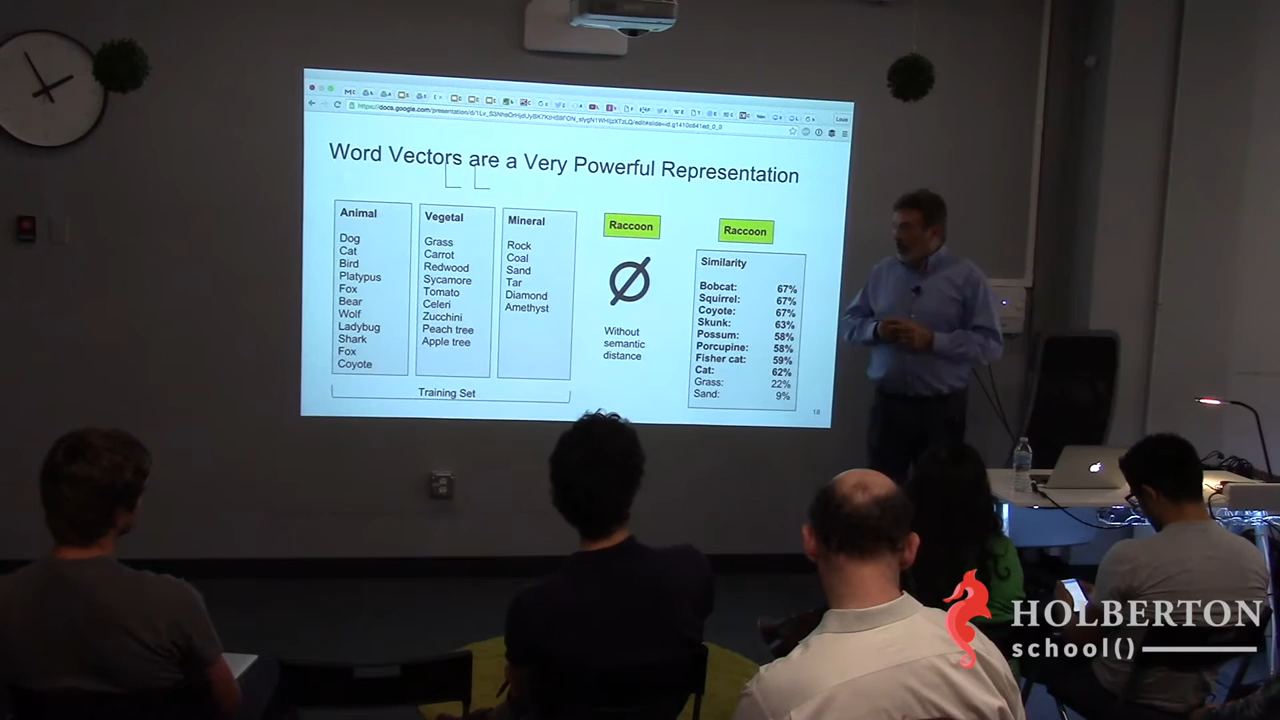 Word Vectors are a Very Powerful Representation
Animal
Dog
Cat
Bird
Platypus
Fox
Bear
Wolf
Ladybug
Shark
Fox
Coyote
Vegetal
Grass
Carrot
Redwood
Sycamore
Tomato
Celeri
Zucchini
Peach tree
Apple tree
Mineral
Rock
Coal
Sand
Tar
Diamond
Amethyst
Training Set
Raccoon
Without
semantic
distance
Raccoon
Similarity
Bobcat: 67%
Squirrel: 67%
Coyote: 67%
Skunk: 63%
Possum: 58%
Porcupine: 58%
Fisher cat: 59%
Cat: 62%
Grass: 22%
Sand: 9%
18
HOLBERTON
school()